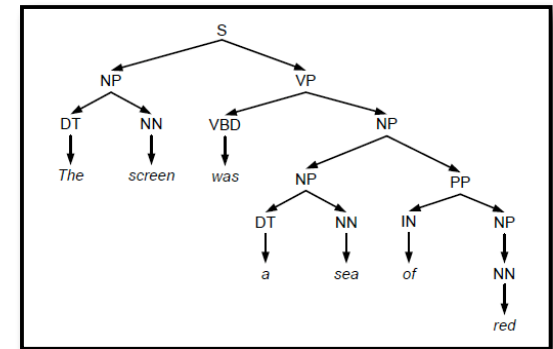 S
NP VP
DT NN VBD NP
The screen was
NP PP
DT NN IN NP
a sea of NN
red